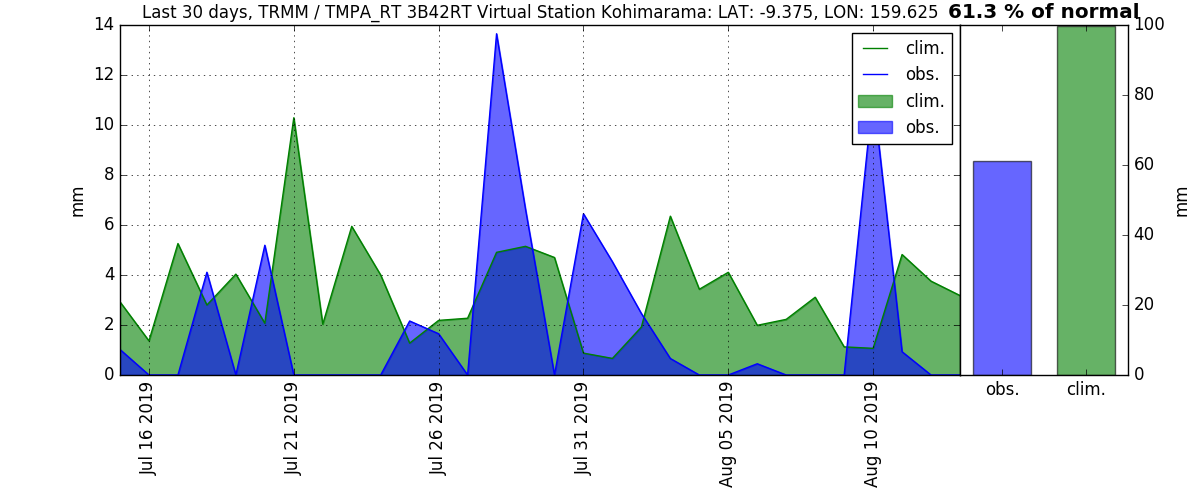 Last 30 days, TRMM / TMPA_RT 3B42RT Virtual Station Kohimarama: LAT: -9.375, LON: 159.625 61.3 % of normal
14
12
10
8
6
4
2
0
mm
clim.
obs.
clim.
obs.
Jul 16 2019
Jul 21 2019
Jul 26 2019
Jul 31 2019
Aug 05 2019
Aug 10 2019
100
80
60
40
20
0
mm
obs. clim.